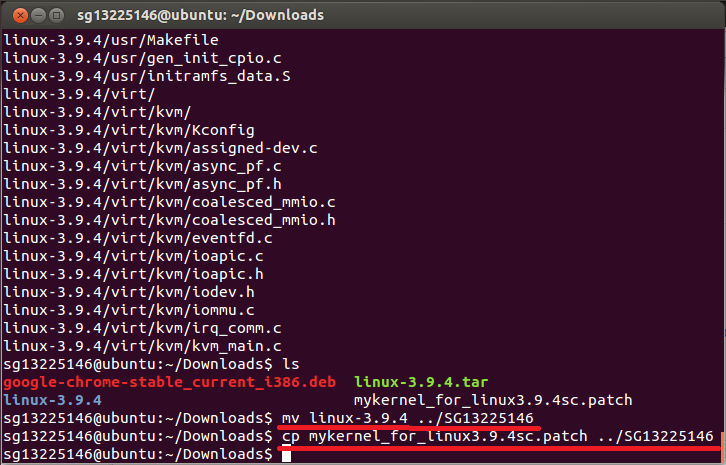 sg13225146@ubuntu: ~/Downloads
linux-3.9.4/usr/Makefile
linux-3.9.4/usr/gen_init_cpio.c
linux-3.9.4/usr/initramfs_data.S
linux-3.9.4/virt/
linux-3.9.4/virt/kvm/
linux-3.9.4/virt/kvm/Kconfig
linux-3.9.4/virt/kvm/assigned-dev.c
linux-3.9.4/virt/kvm/async_pf.c
linux-3.9.4/virt/kvm/async_pf.h
linux-3.9.4/virt/kvm/coalesced_mmio.c
linux-3.9.4/virt/kvm/coalesced_mmio.h
linux-3.9.4/virt/kvm/eventfd.c
linux-3.9.4/virt/kvm/ioapic.c
linux-3.9.4/virt/kvm/ioapic.h
linux-3.9.4/virt/kvm/iodev.h
linux-3.9.4/virt/kvm/iommu.c
linux-3.9.4/virt/kvm/irq_comm.c
linux-3.9.4/virt/kvm/kvm_main.c
sg13225146@ubuntu:~/Downloads$ ls
google-chrome-stable_current_i386.deb linux-3.9.4.tar
linux-3.9.4 mykernel_for_linux3.9.4sc.patch
sg13225146@ubuntu:~/Downloads$ mv linux-3.9.4 ../SG13225146
sg13225146@ubuntu:~/Downloads$ cp mykernel_for_linux3.9.4sc.patch ../SG13225146
sg13225146@ubuntu:~/Downloads$